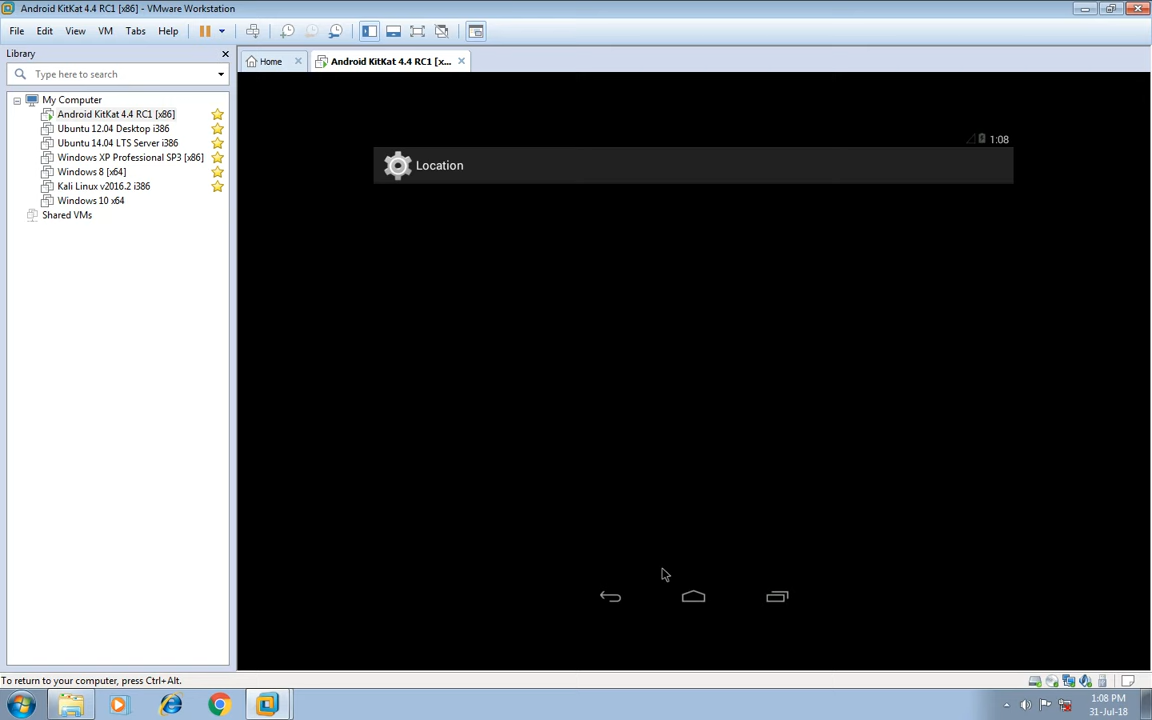 Android KitKat 4.4 RC1 [x86] - VMware Workstation
File Edit View VM Tabs Help
Library
Type here to search
Home
Android KitKat 4.4 RC1 [x...
My Computer
Android KitKat 4.4 RC1 [x86]
Ubuntu 12.04 Desktop i386
Ubuntu 14.04 LTS Server i386
Windows XP Professional SP3 [x86]
Windows 8 [x64]
Kali Linux v2016.2 i386
Windows 10 x64
Shared VMs
1:08
Location
To return to your computer, press Ctrl+Alt.
1:08 PM
31-Jul-18